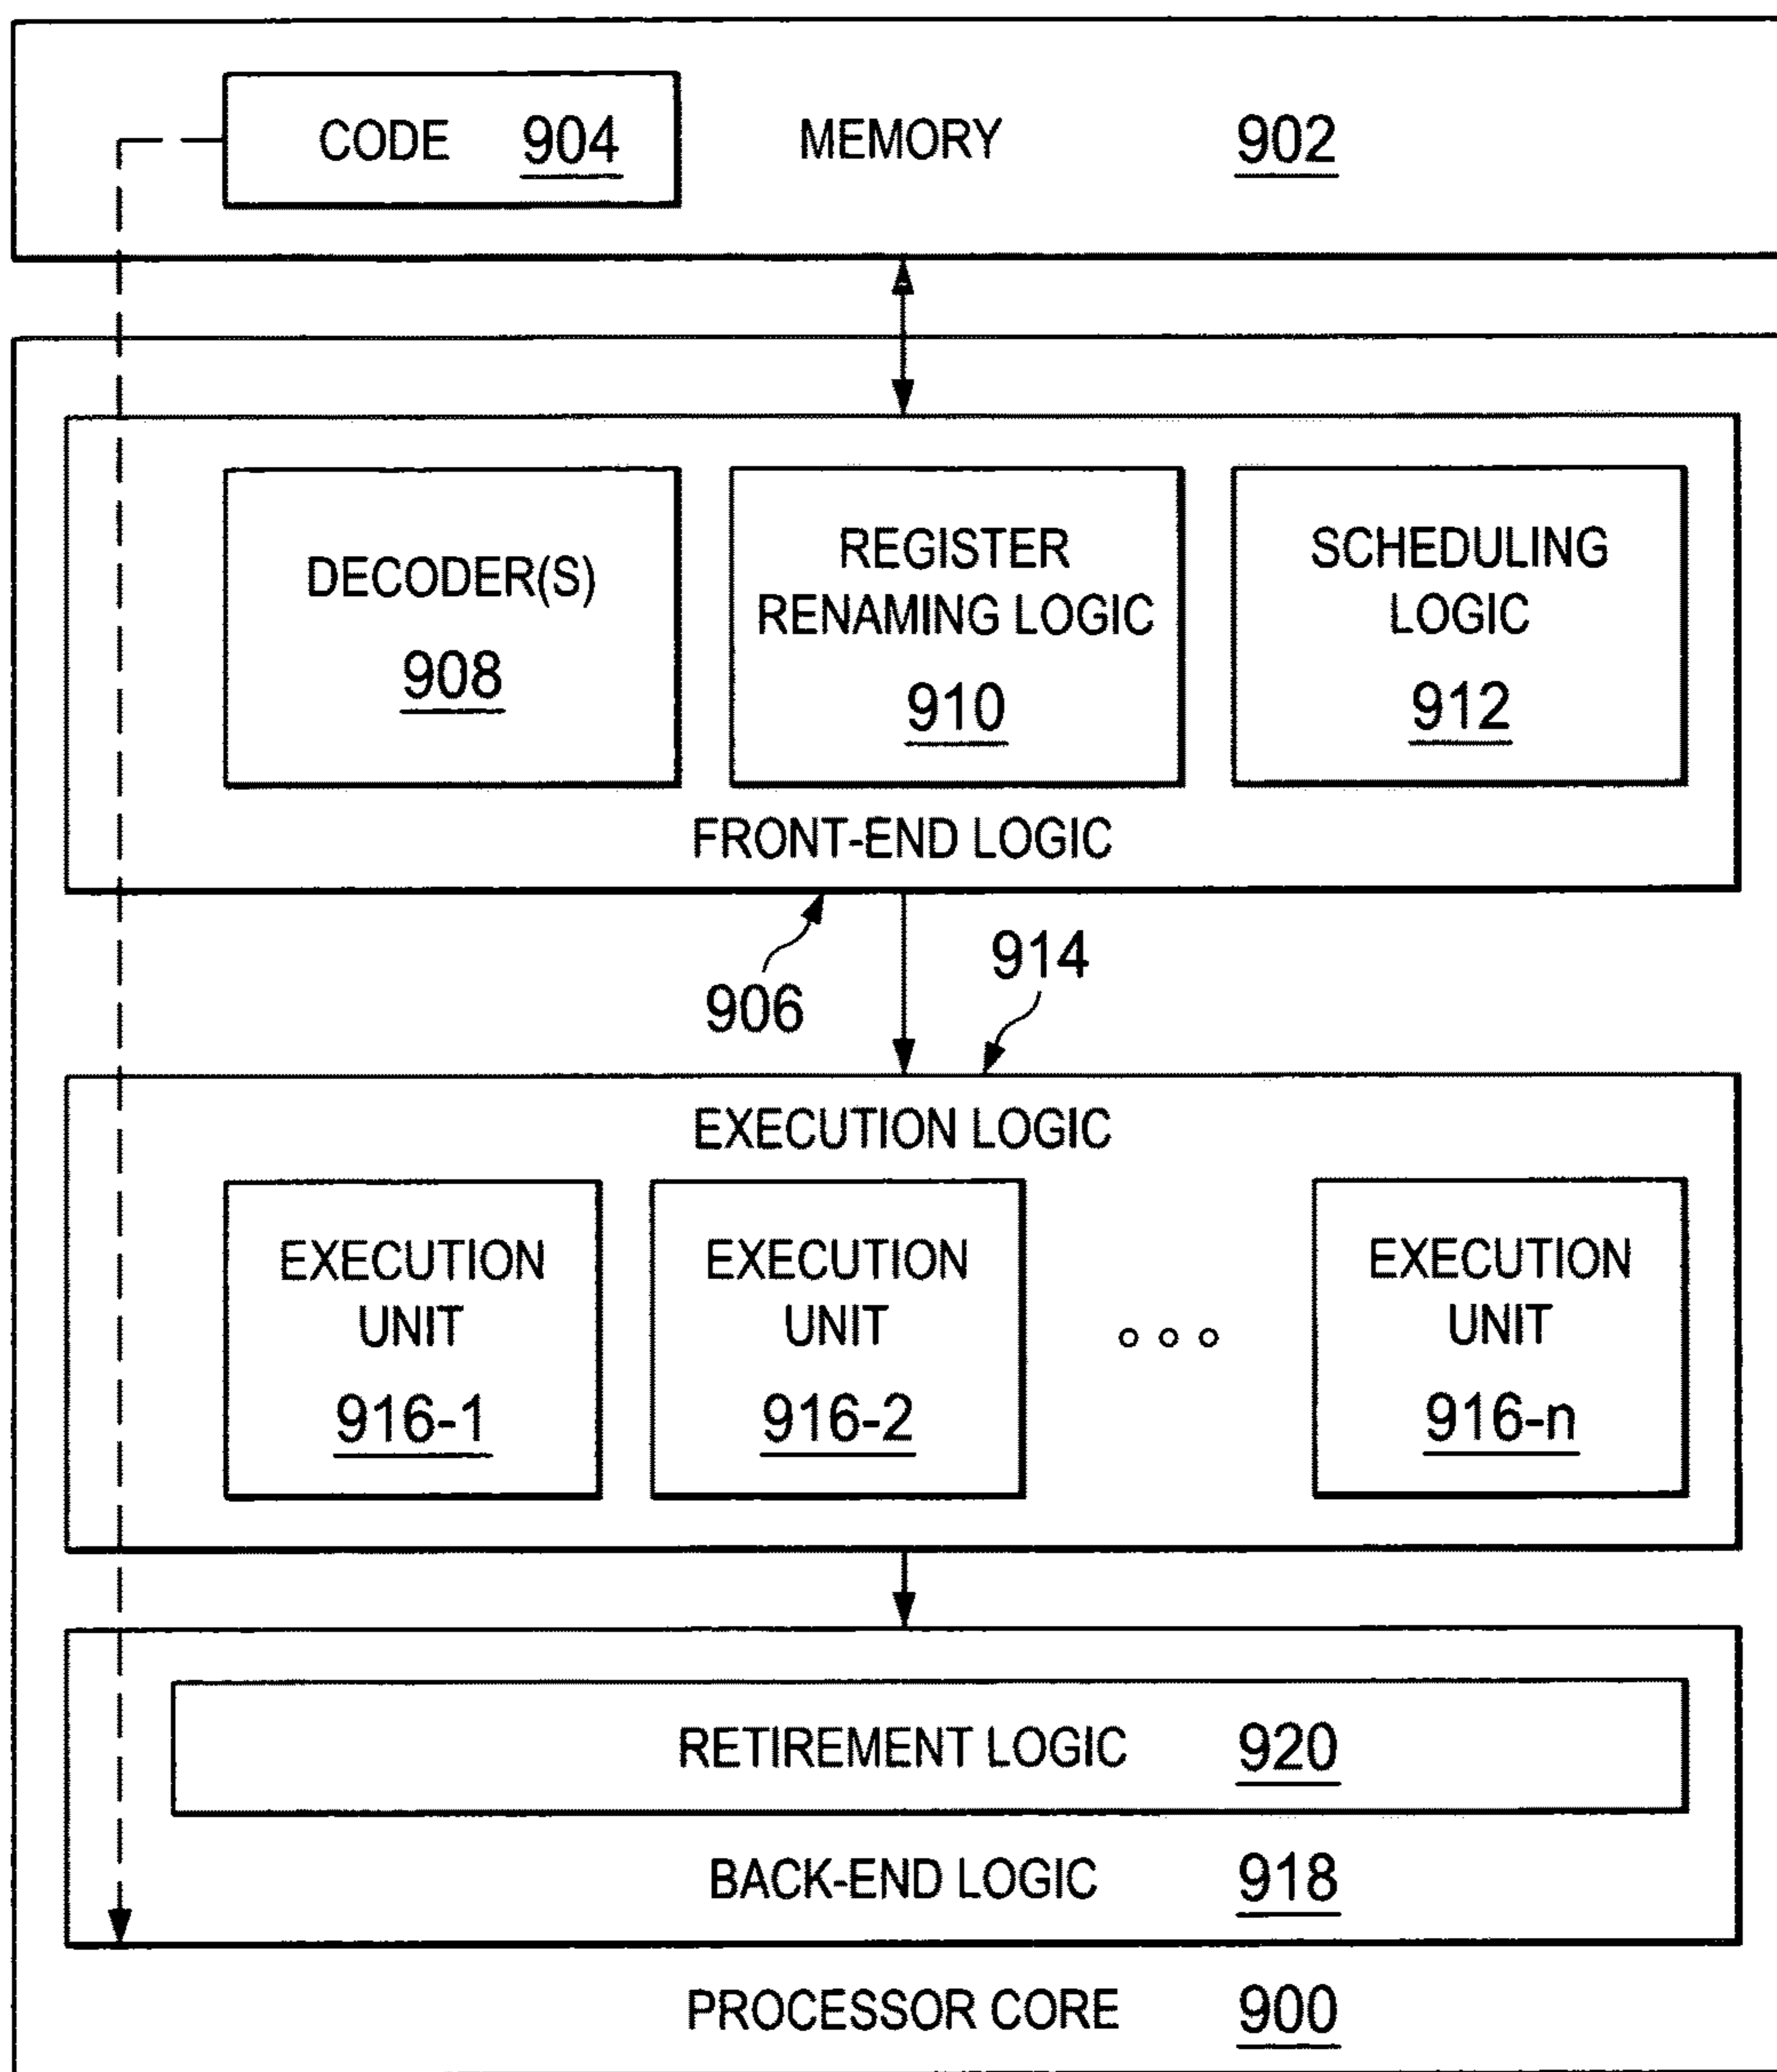 CODE 904 MEMORY 902
DECODER(S)
908
REGISTER
RENAMING LOGIC
910
SCHEDULING
LOGIC
912
FRONT-END LOGIC
906
914
EXECUTION LOGIC
EXECUTION
UNIT
916-1
EXECUTION
UNIT
916-2
EXECUTION
UNIT
916-n
RETIREMENT LOGIC 920
BACK-END LOGIC 918
PROCESSOR CORE 900